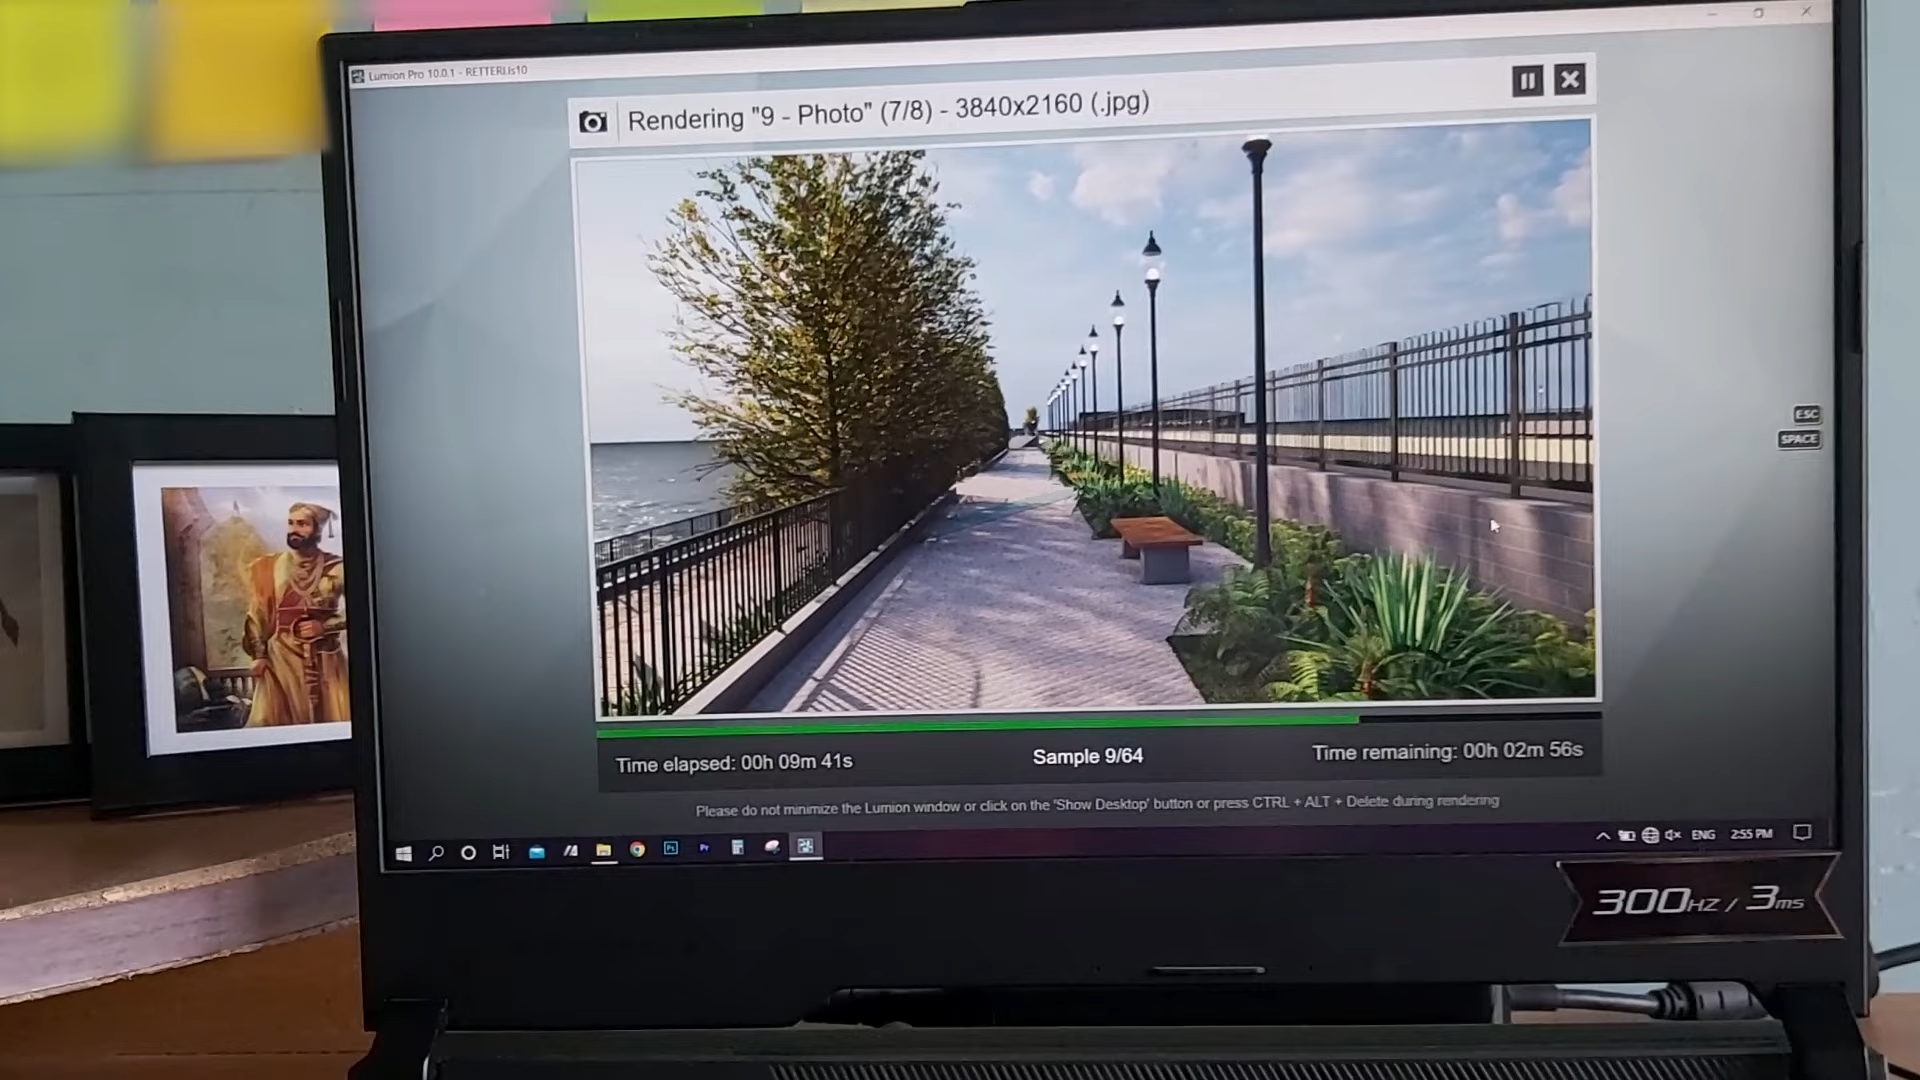 Lumion Pro 10.0.1 - RETTERLIs10
Rendering "9 - Photo" (7/8) - 3840x2160 (.jpg)
ESC
SPACE
Time elapsed: 00h 09m 41s
Sample 9/64
Time remaining: 00h 02m 56s
Please do not minimize the Lumion window or click on the 'Show Desktop' button or press CTRL + ALT + Delete during rendering
Ps
Pr
ENG
2:55 PM
300HZ / 3ms